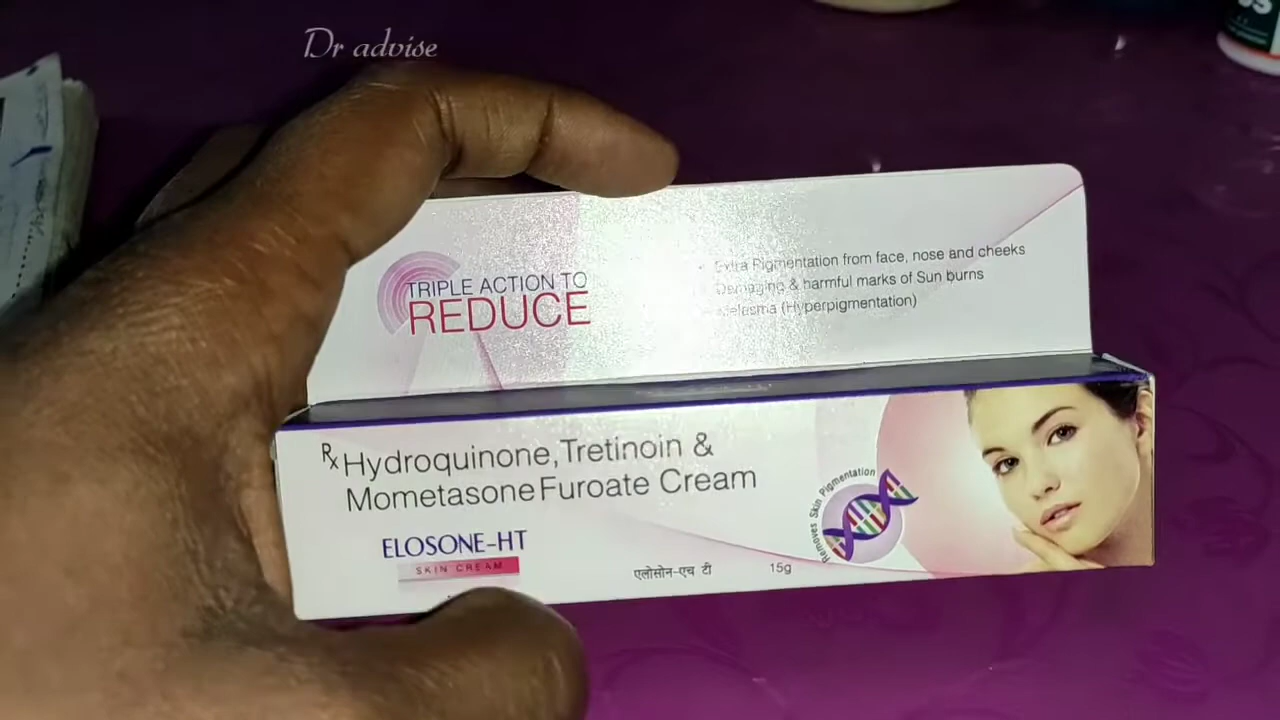 Dr advise
TRIPLE ACTION TO
REDUCE
Extra Pigmentation from face, nose and cheeks
Damaging & harmful marks of Sun burns
Melasma (Hyperpigmentation)
Rx Hydroquinone, Tretinoin &
Mometasone Furoate Cream
ELOSONE-HT
SKIN CREAM
एलोसोन-एच टी
15g
Removes Skin Pigmentation